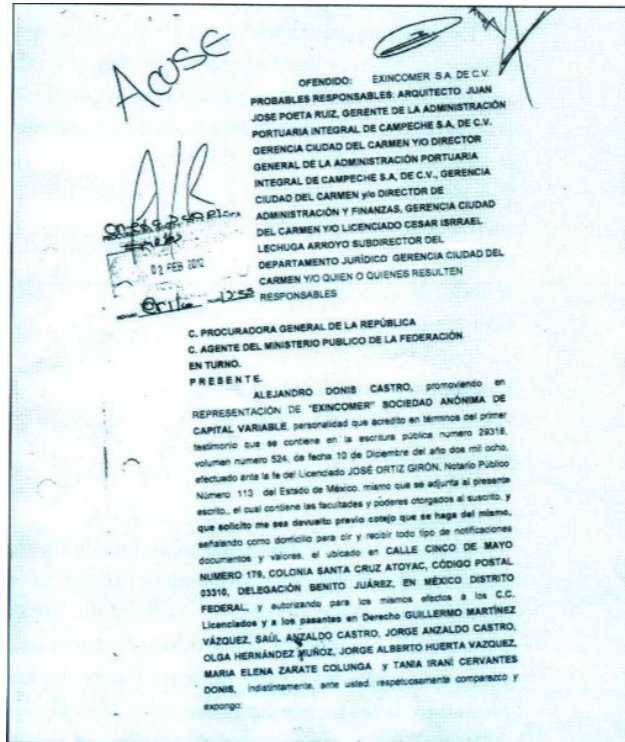 Acuse
OFENDIDO: EXINCOMER S.A. DE C.V.
PROBABLES RESPONSABLES: ARQUITECTO JUAN
JOSE POETA RUIZ, GERENTE DE LA ADMINISTRACIÓN
PORTUARIA INTEGRAL DE CAMPECHE S.A, DE C.V.
GERENCIA CIUDAD DEL CARMEN Y/O DIRECTOR
GENERAL DE LA ADMINISTRACIÓN PORTUARIA
INTEGRAL DE CAMPECHE S.A, DE C.V., GERENCIA
CIUDAD DEL CARMEN y/o DIRECTOR DE
ADMINISTRACIÓN Y FINANZAS, GERENCIA CIUDAD
DEL CARMEN Y/O LICENCIADO CESAR ISRRAEL
LECHUGA ARROYO SUBDIRECTOR DEL
DEPARTAMENTO JURÍDICO GERENCIA CIUDAD DEL
CARMEN Y/O QUIEN O QUIENES RESULTEN
RESPONSABLES
02 FEB 2012
C. PROCURADORA GENERAL DE LA REPÚBLICA
C. AGENTE DEL MINISTERIO PUBLICO DE LA FEDERACIÓN
EN TURNO.
P R E S E N T E.
ALEJANDRO DONIS CASTRO, promoviendo en
REPRESENTACIÓN DE "EXINCOMER" SOCIEDAD ANÓNIMA DE
CAPITAL VARIABLE, personalidad que acredito en términos del primer
testimonio que se contiene en la escritura pública numero 29318,
volumen numero 524, de fecha 10 de Diciembre del año dos mil ocho,
efectuado ante la fe del Licenciado JOSÉ ORTIZ GIRÓN, Notario Público
Número 113 del Estado de México, mismo que se adjunta al presente
escrito,, el cual contiene las facultades y poderes otorgados al suscrito, y
que solicito me sea devuelto previo cotejo que se haga del mismo,
señalando como domicilio para oír y recibir todo tipo de notificaciones
documentos y valores, el ubicado en CALLE CINCO DE MAYO
NUMERO 179, COLONIA SANTA CRUZ ATOYAC, CÓDIGO POSTAL
03310, DELEGACIÓN BENITO JUÁREZ, EN MÉXICO DISTRITO
FEDERAL, y autorizando para los mismos efectos a los C.C.
Licenciados y a los pasantes en Derecho GUILLERMO MARTÍNEZ
VÁZQUEZ, SAÚL ANZALDO CASTRO, JORGE ANZALDO CASTRO,
OLGA HERNÁNDEZ MUÑOZ, JORGE ALBERTO HUERTA VAZQUEZ,
MARIA ELENA ZARATE COLUNGA y TANIA IRANÍ CERVANTES
DONIS, indistintamente, ante usted, respetuosamente comparezco y
expongo: